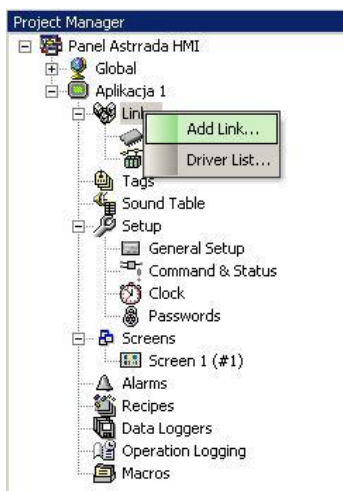 Project Manager
Panel Astrrada HMI
Global
Aplikacja 1
Link
Add Link...
Driver List...
Tags
Sound Table
Setup
General Setup
Command & Status
Clock
Passwords
Screens
Screen 1 (#1)
Alarms
Recipes
Data Loggers
Operation Logging
Macros